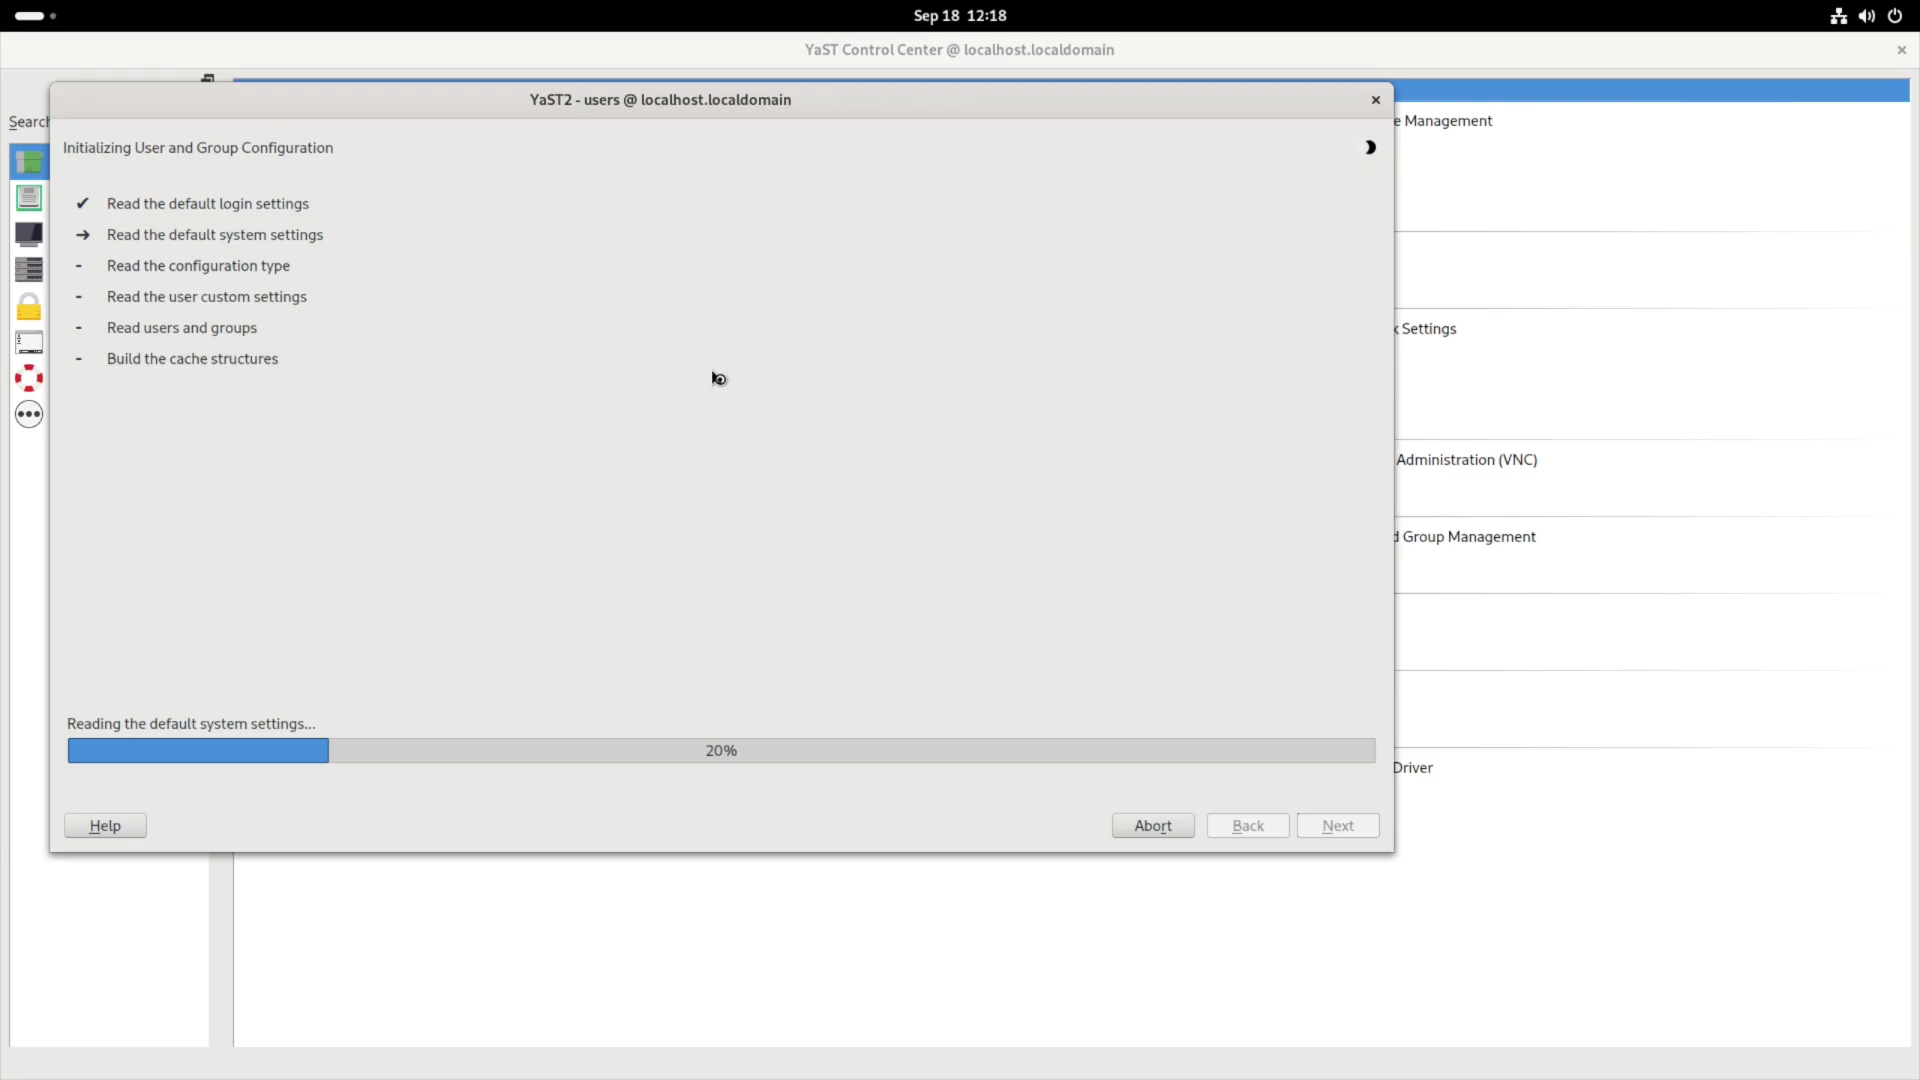 Sep 18 12:18
YaST Control Center @ localhost.localdomain
YaST2 - users @ localhost.localdomain
Search
Initializing User and Group Configuration
✔ Read the default login settings
➔ Read the default system settings
- Read the configuration type
- Read the user custom settings
- Read users and groups
- Build the cache structures
Reading the default system settings...
20%
Help
Abort
Back
Next
e Management
k Settings
Administration (VNC)
d Group Management
Driver